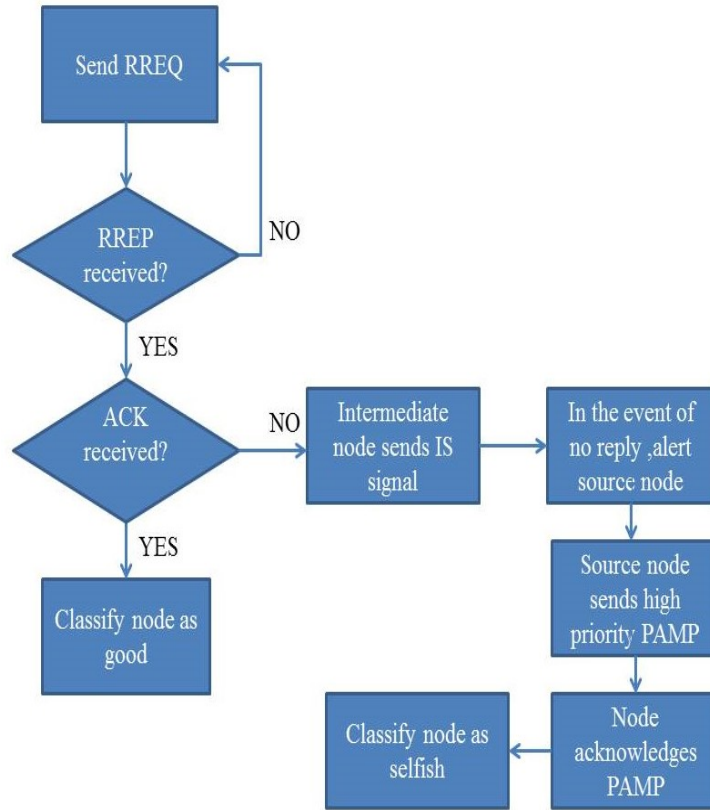 Send RREQ
NO
RREP
received?
YES
ACK
received?
NO
Intermediate
node sends IS
signal
In the event of
no reply ,alert
source node
YES
Classify node as
good
Source node
sends high
priority PAMP
Node
acknowledges
PAMP
Classify node as
selfish